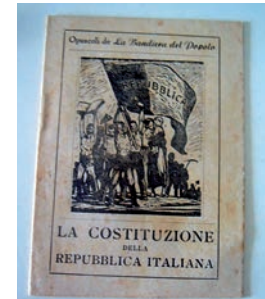 Opuscoli de La Bandiera del Popolo
REPUBBLICA
LA COSTITUZIONE
DELLA
REPUBBLICA ITALIANA